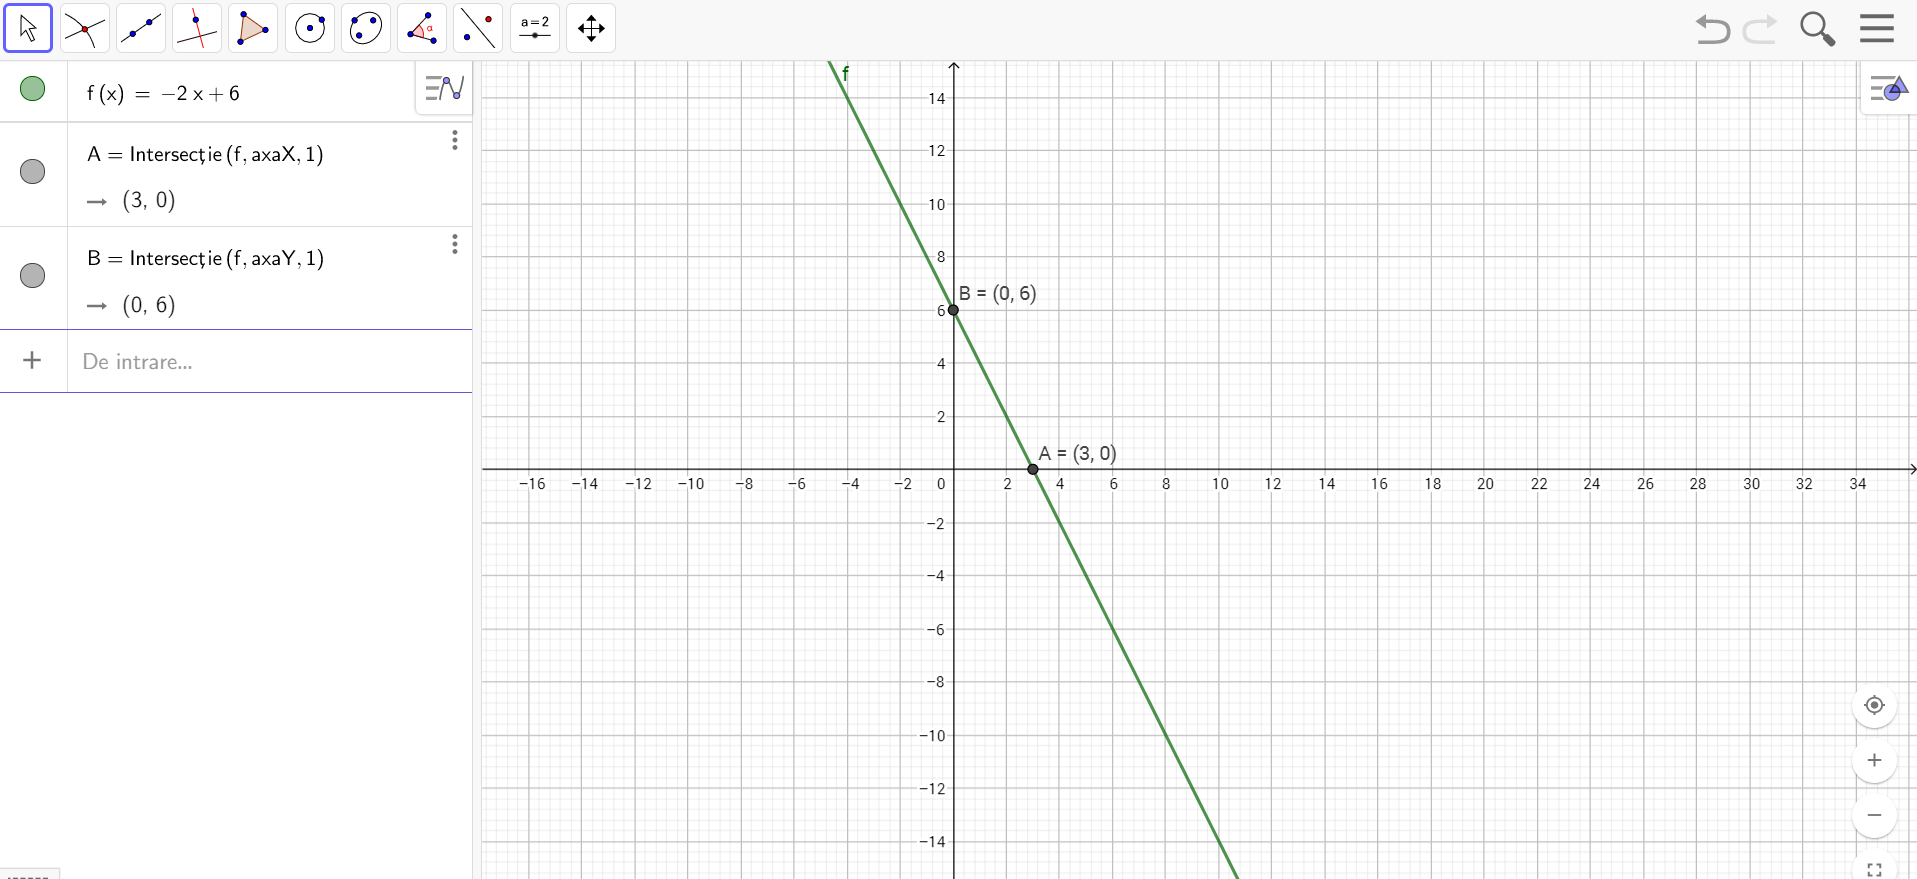 a=2
α
f (x) = −2 x + 6
A = Intersecție (f, axaX, 1)
→ (3, 0)
B = Intersecție (f, axaY, 1)
→ (0, 6)
+ De intrare...
f
14
12
10
8
B = (0, 6)
6
4
2
A = (3, 0)
−16 −14 −12 −10 −8 −6 −4 −2 0 2 4 6 8 10 12 14 16 18 20 22 24 26 28 30 32 34
−2
−4
−6
−8
−10
−12
−14